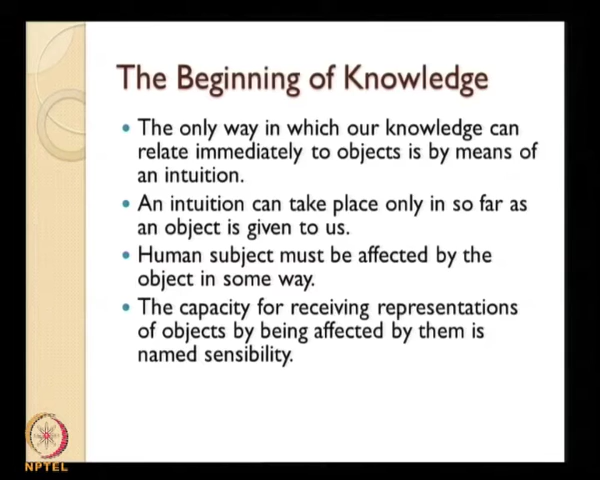 The Beginning of Knowledge
• The only way in which our knowledge can
relate immediately to objects is by means of
an intuition.
• An intuition can take place only in so far as
an object is given to us.
• Human subject must be affected by the
object in some way.
• The capacity for receiving representations
of objects by being affected by them is
named sensibility.
NPTEL